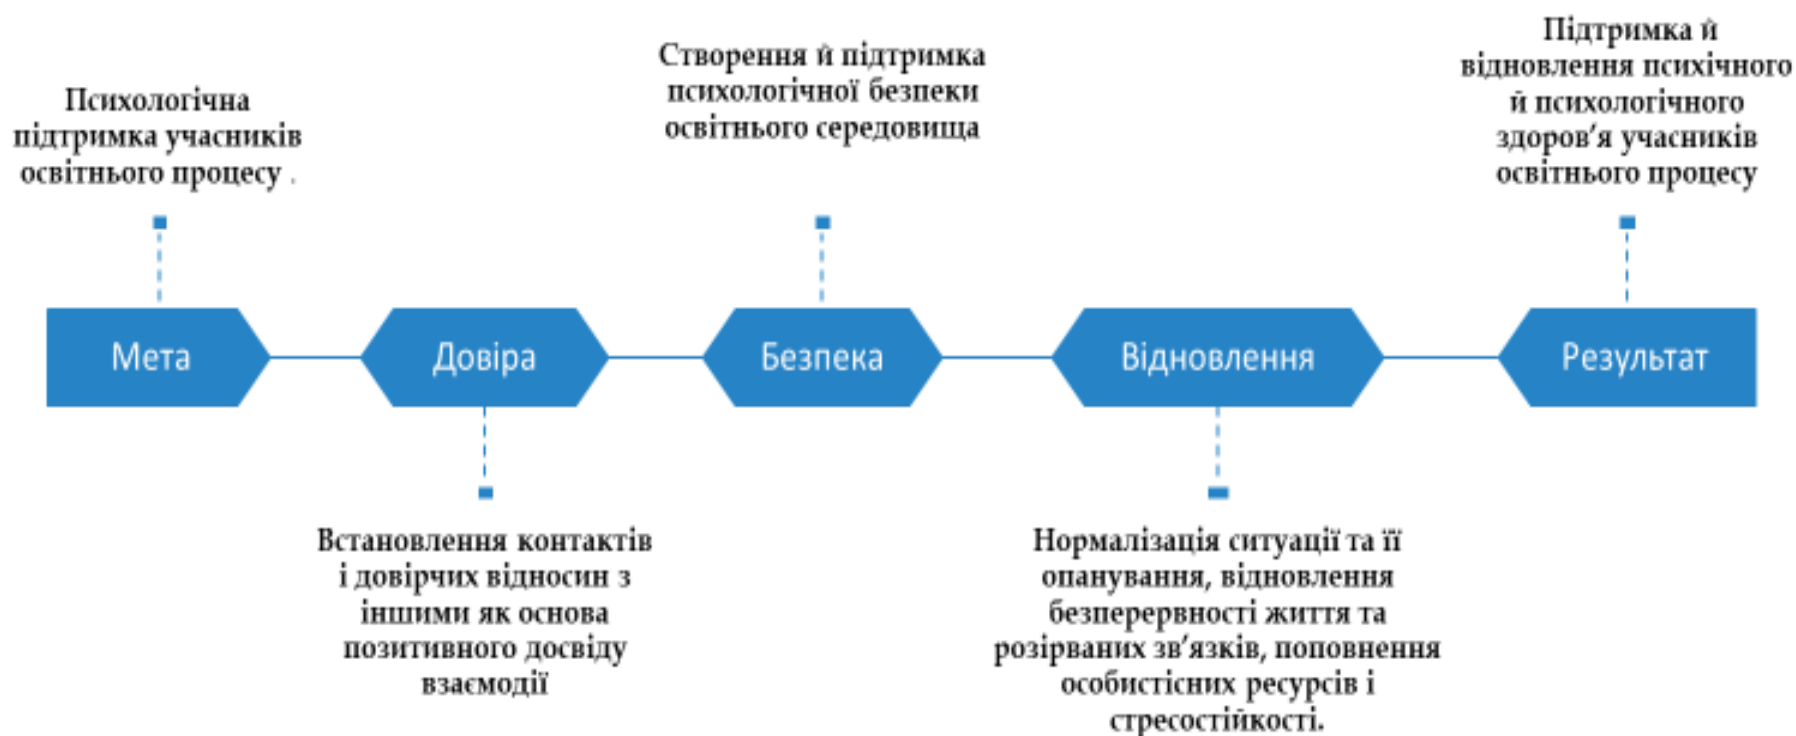 Психологічна
підтримка учасників
освітнього процесу .
Створення й підтримка
психологічної безпеки
освітнього середовища
Підтримка й
відновлення психічного
й психологічного
здоров’я учасників
освітнього процесу
Мета
Довіра
Безпека
Відновлення
Результат
Встановлення контактів
і довірчих відносин з
іншими як основа
позитивного досвіду
взаємодії
Нормалізація ситуації та її
опанування, відновлення
безперервності життя та
розірваних зв’язків, поповнення
особистісних ресурсів і
стресостійкості.